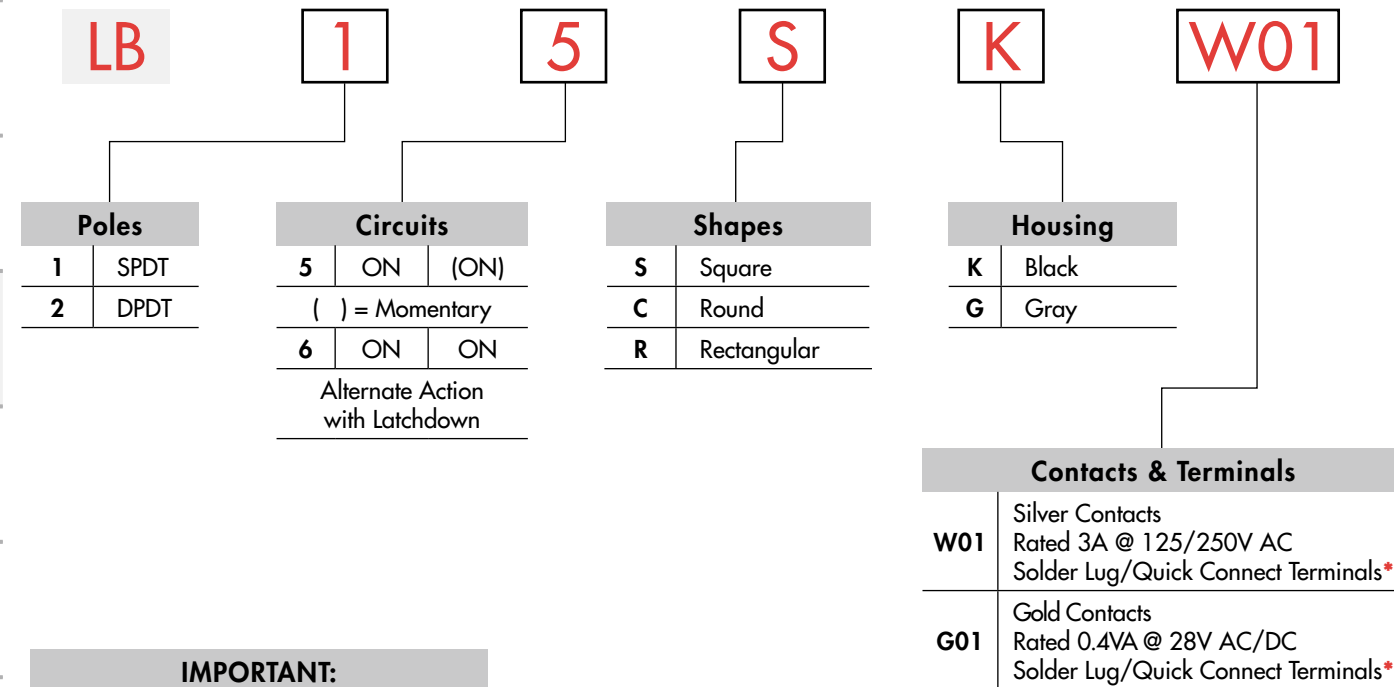 LB 1 5 S K W01
Poles
1 SPDT
2 DPDT
Circuits
5 ON (ON)
( ) = Momentary
6 ON ON
Alternate Action
with Latchdown
Shapes
S Square
C Round
R Rectangular
Housing
K Black
G Gray
Contacts & Terminals
W01 Silver Contacts
Rated 3A @ 125/250V AC
Solder Lug/Quick Connect Terminals*
G01 Gold Contacts
Rated 0.4VA @ 28V AC/DC
Solder Lug/Quick Connect Terminals*
IMPORTANT: